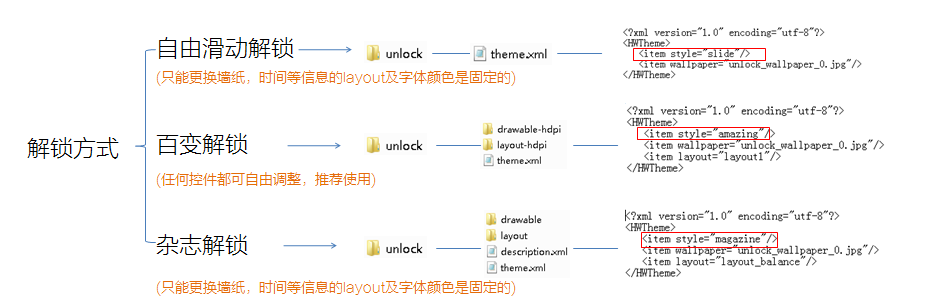 解锁方式
自由滑动解锁
(只能更换墙纸，时间等信息的layout及字体颜色是固定的)
unlock
theme.xml
<?xml version="1.0" encoding="utf-8"?>
<HWTheme>
<item style="slide"/>
<item wallpaper="unlock_wallpaper_0.jpg"/>
</HWTheme>
百变解锁
(任何控件都可自由调整，推荐使用)
unlock
drawable-hdpi
layout-hdpi
theme.xml
<?xml version="1.0" encoding="utf-8"?>
<HWTheme>
<item style="amazing"/>
<item wallpaper="unlock_wallpaper_0.jpg"/>
<item layout="layout1"/>
</HWTheme>
杂志解锁
(只能更换墙纸，时间等信息的layout及字体颜色是固定的)
unlock
drawable
layout
description.xml
theme.xml
<?xml version="1.0" encoding="utf-8"?>
<HWTheme>
<item style="magazine"/>
<item wallpaper="unlock_wallpaper_0.jpg"/>
<item layout="layout_balance"/>
</HWTheme>